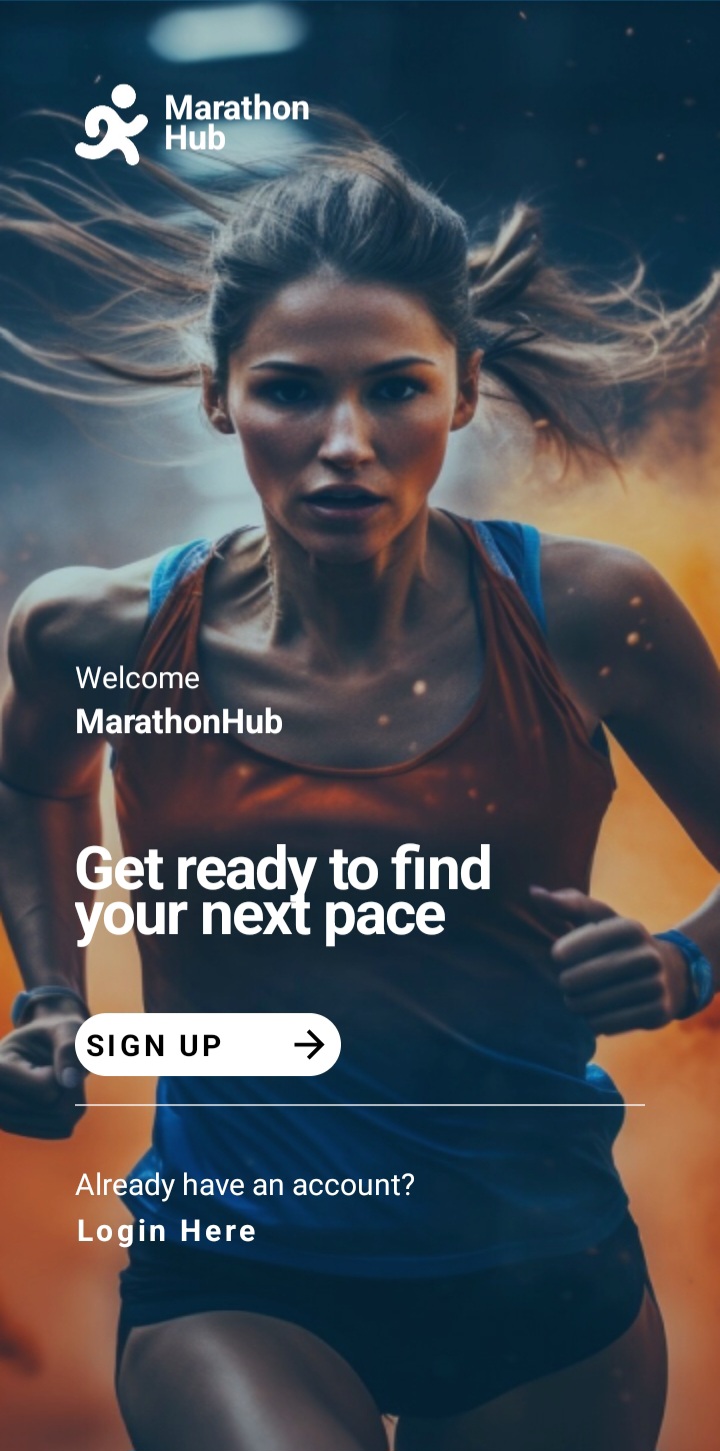 Marathon
Hub
Welcome
MarathonHub
Get ready to find
your next pace
SIGN UP
Already have an account?
Login Here